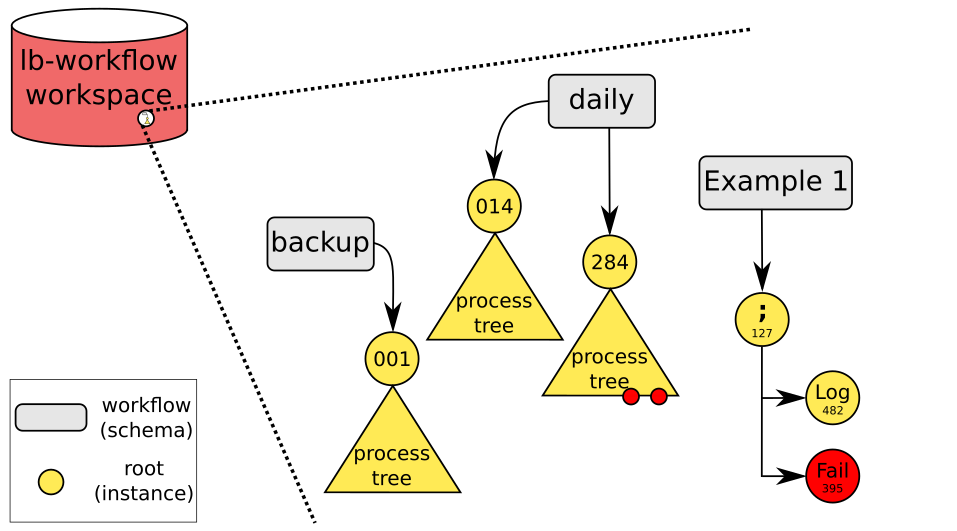 lb-workflow
workspace
daily
Example 1
014
backup
284
process
tree
;
127
process
tree
001
Log
482
workflow
(schema)
process
tree
root
(instance)
Fail
395